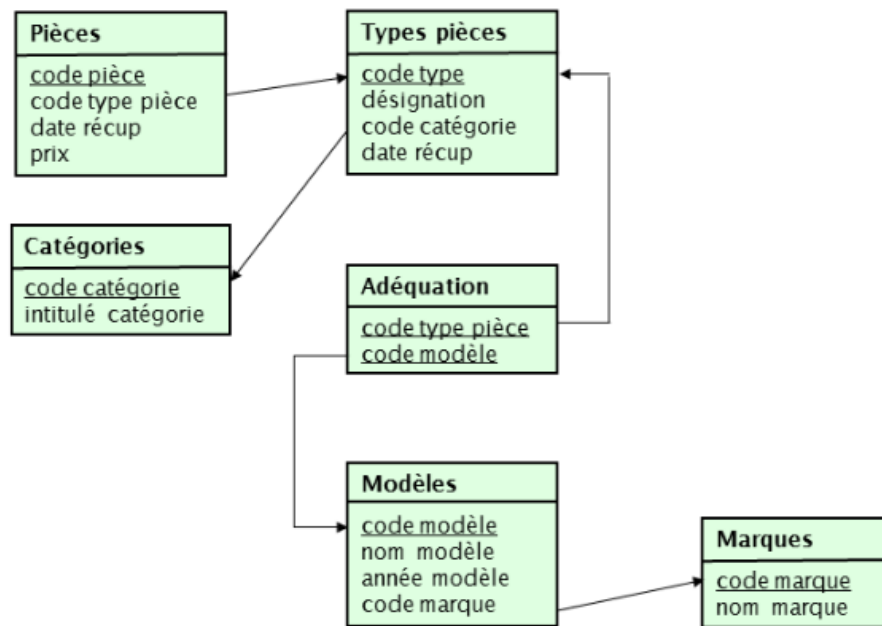 Pièces
code pièce
code type pièce
date récup
prix
Types pièces
code type
désignation
code catégorie
date récup
Catégories
code catégorie
intitulé catégorie
Adéquation
code type pièce
code modèle
Modèles
code modèle
nom modèle
année modèle
code marque
Marques
code marque
nom marque